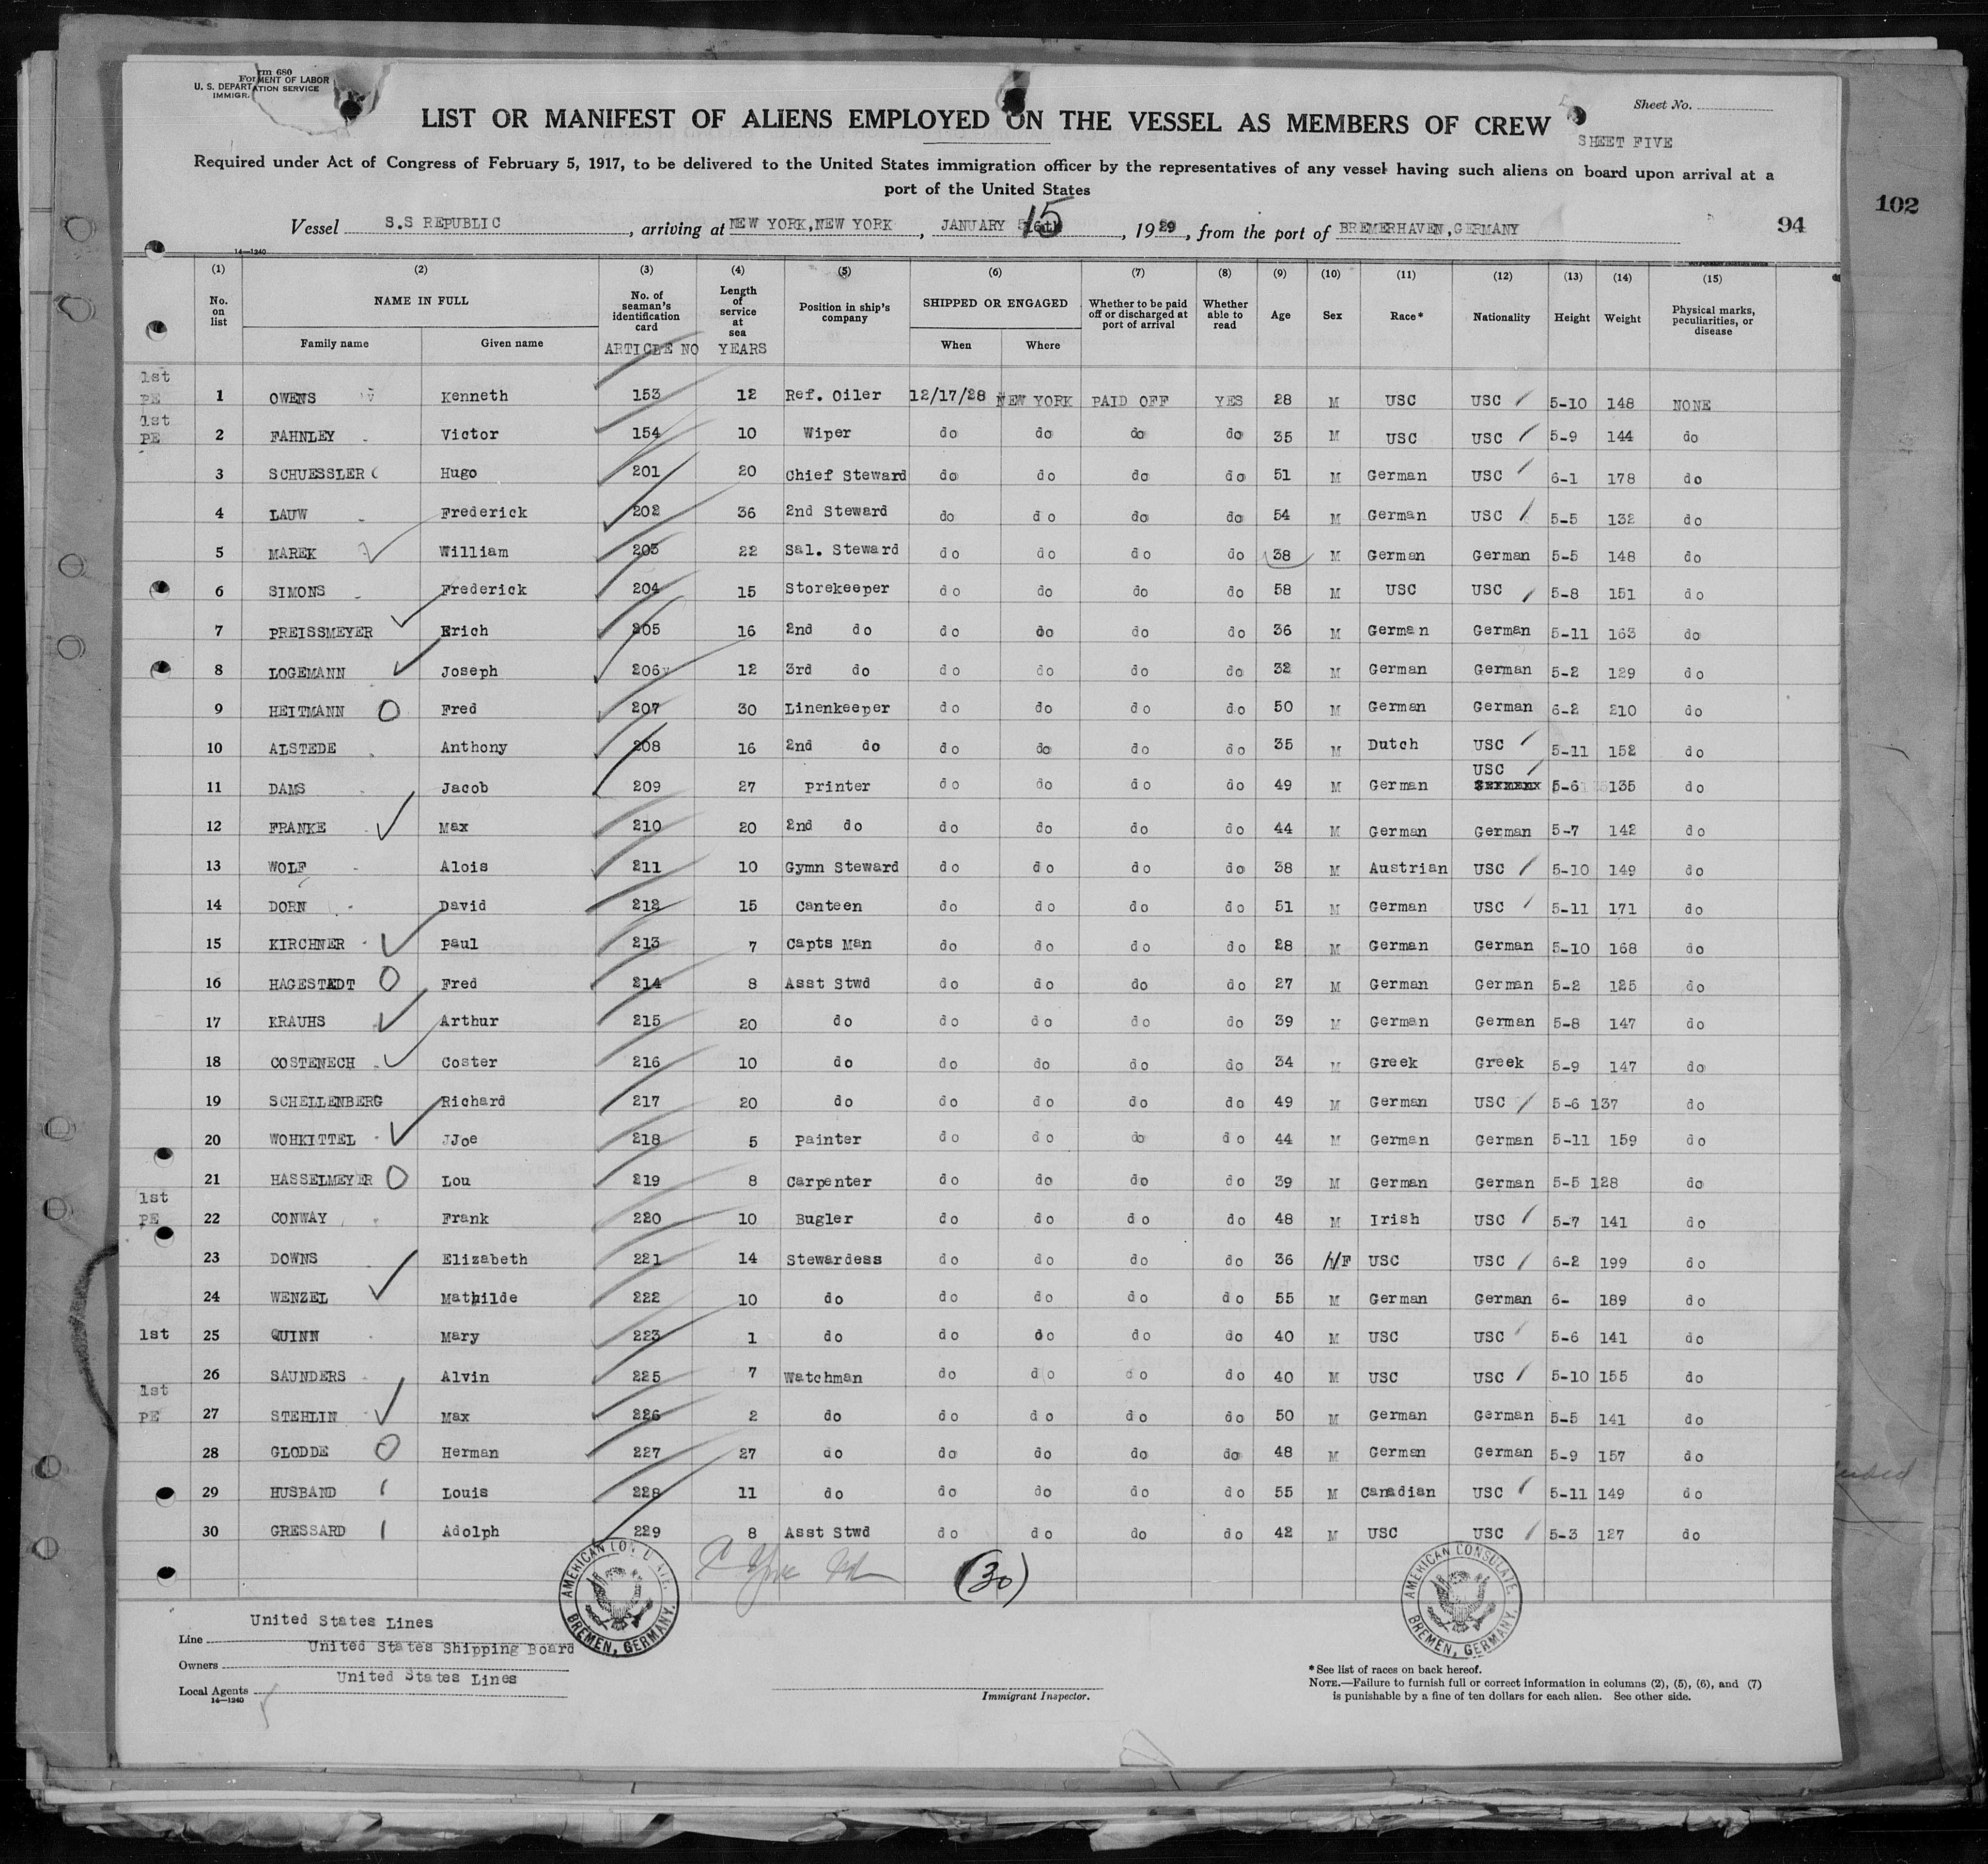 Form 680
U. S. DEPARTMENT OF LABOR
IMMIGRATION SERVICE
Sheet No.
LIST OR MANIFEST OF ALIENS EMPLOYED ON THE VESSEL AS MEMBERS OF CREW
SHEET FIVE
Required under Act of Congress of February 5, 1917, to be delivered to the United States immigration officer by the representatives of any vessel having such aliens on board upon arrival at a
port of the United States
102
Vessel S.S REPUBLIC, arriving at NEW YORK,NEW YORK, JANUARY 15, 1929, from the port of BREMERHAVEN,GERMANY 94
14—1240
(1) (2) (3) (4) (5) (6) (7) (8) (9) (10) (11) (12) (13) (14) (15)
No. on list NAME IN FULL Family name Given name No. of seaman's identification card ARTICLE NO Length of service at sea YEARS Position in ship's company SHIPPED OR ENGAGED When Where Whether to be paid off or discharged at port of arrival Whether able to read Age Sex Race* Nationality Height Weight Physical marks, peculiarities, or disease
1st
PE 1 OWENS Kenneth 153 12 Ref. Oiler 12/17/28 NEW YORK PAID OFF YES 28 M USC USC 5-10 148 NONE
1st
PE 2 FAHNLEY Victor 154 10 Wiper do do do do 35 M USC USC 5-9 144 do
3 SCHUESSLER Hugo 201 20 Chief Steward do do do do 51 M German USC 6-1 178 do
4 LAUW Frederick 202 36 2nd Steward do do do do 54 M German USC 5-5 132 do
5 MAREK William 203 22 Sal. Steward do do do do 38 M German German 5-5 148 do
6 SIMONS Frederick 204 15 Storekeeper do do do do 58 M USC USC 5-8 151 do
7 PREISSMEYER Erich 205 16 2nd do do do do do 36 M German German 5-11 163 do
8 LOGEMANN Joseph 206 12 3rd do do do do do 32 M German German 5-2 129 do
9 HEITMANN O Fred 207 30 Linenkeeper do do do do 50 M German German 6-2 210 do
10 ALSTEDE Anthony 208 16 2nd do do do do do 35 M Dutch USC 5-11 152 do
11 DAMS Jacob 209 27 Printer do do do do 49 M German USC 5-6 135 do
12 FRANKE Max 210 20 2nd do do do do do 44 M German German 5-7 142 do
13 WOLF Alois 211 10 Gymn Steward do do do do 38 M Austrian USC 5-10 149 do
14 DORN David 212 15 Canteen do do do do 51 M German USC 5-11 171 do
15 KIRCHNER Paul 213 7 Capts Man do do do do 28 M German German 5-10 168 do
16 HAGESTADT O Fred 214 8 Asst Stwd do do do do 27 M German German 5-2 125 do
17 KRAUHS Arthur 215 20 do do do do do 39 M German German 5-8 147 do
18 COSTENECH Coster 216 10 do do do do do 34 M Greek Greek 5-9 147 do
19 SCHELLENBERG Richard 217 20 do do do do do 49 M German USC 5-6 137 do
20 WOHKITTEL JJoe 218 5 Painter do do do do 44 M German German 5-11 159 do
21 HASSELMEYER O Lou 219 8 Carpenter do do do do 39 M German German 5-5 128 do
1st
PE 22 CONWAY Frank 220 10 Bugler do do do do 48 M Irish USC 5-7 141 do
23 DOWNS Elizabeth 221 14 Stewardess do do do do 36 F USC USC 6-2 199 do
24 WENZEL Mathilde 222 10 do do do do do 55 M German German 6- 189 do
1st 25 QUINN Mary 223 1 do do do do do 40 M USC USC 5-6 141 do
26 SAUNDERS Alvin 225 7 Watchman do do do do 40 M USC USC 5-10 155 do
1st
PE 27 STEHLIN Max 226 2 do do do do do 50 M German German 5-5 141 do
28 GLODDE O Herman 227 27 do do do do do 48 M German German 5-9 157 do
29 HUSBAND Louis 228 11 do do do do do 55 M Canadian USC 5-11 149 do
30 GRESSARD Adolph 229 8 Asst Stwd do do do do 42 M USC USC 5-3 127 do
(30)
AMERICAN CONSULATE. BREMEN, GERMANY.
AMERICAN CONSULATE. BREMEN, GERMANY.
Line United States Lines
Owners United States Shipping Board
Local Agents United States Lines
14—1240
Immigrant Inspector.
* See list of races on back hereof.
NOTE.—Failure to furnish full or correct information in columns (2), (5), (6), and (7)
is punishable by a fine of ten dollars for each alien. See other side.